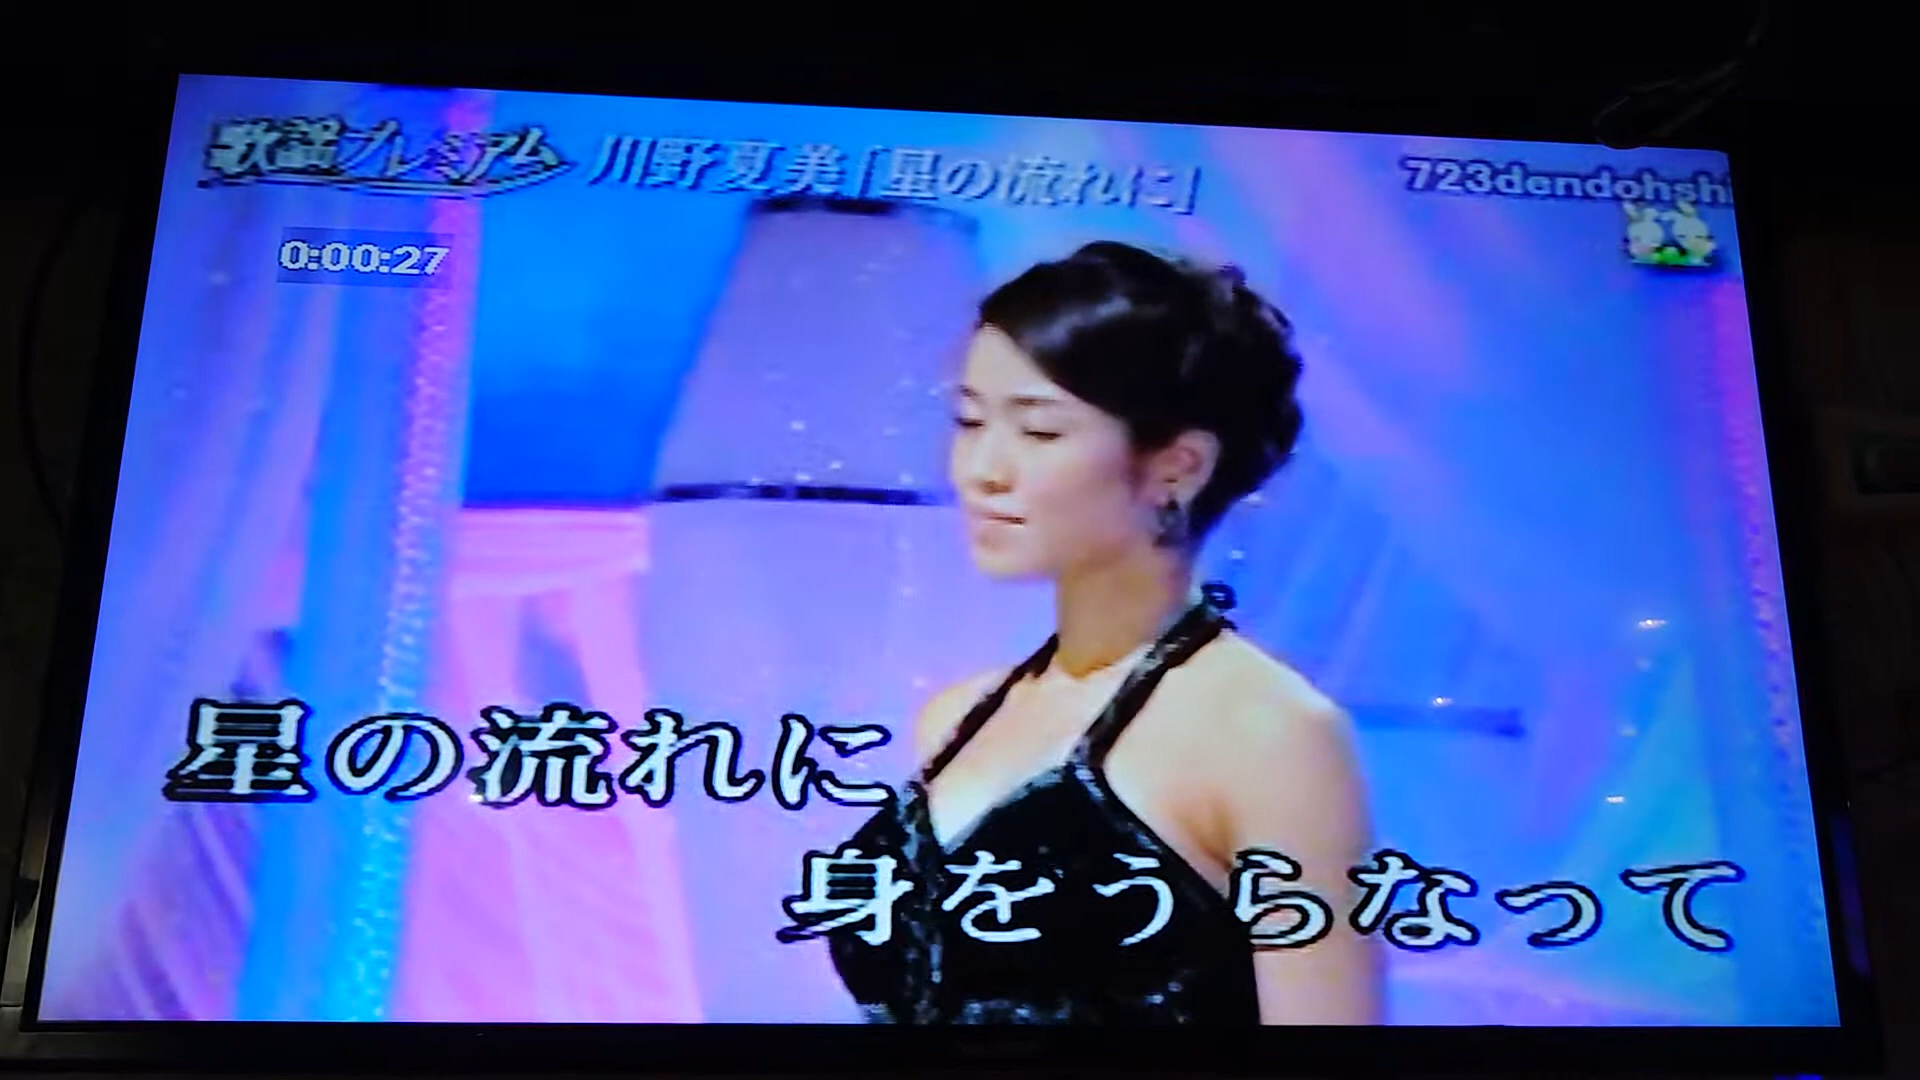 歌謡プレミアム 川野夏美「星の流れに」
723dendohsh
0:00:27
星の流れに
身をうらなって